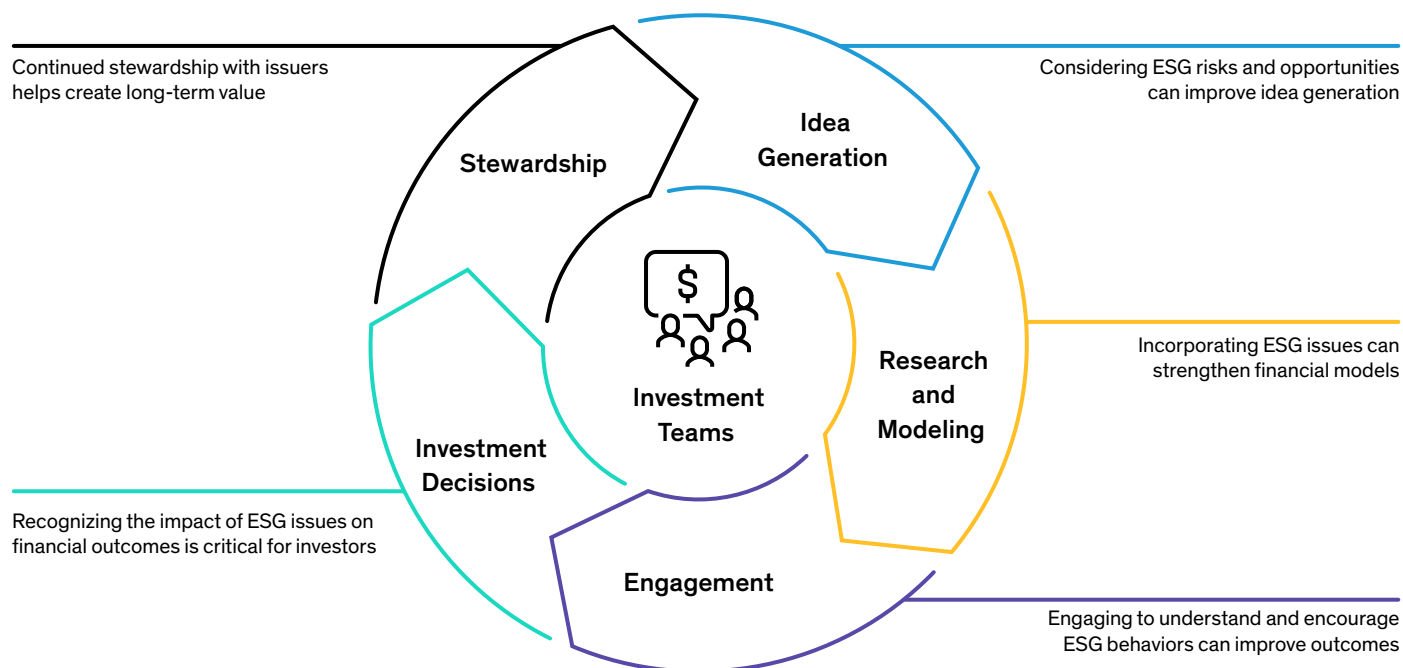 Continued stewardship with issuers
helps create long-term value
Stewardship
Idea
Generation
Considering ESG risks and opportunities
can improve idea generation
$
Investment
Teams
Research
and
Modeling
Incorporating ESG issues can
strengthen financial models
Investment
Decisions
Recognizing the impact of ESG issues on
financial outcomes is critical for investors
Engagement
Engaging to understand and encourage
ESG behaviors can improve outcomes